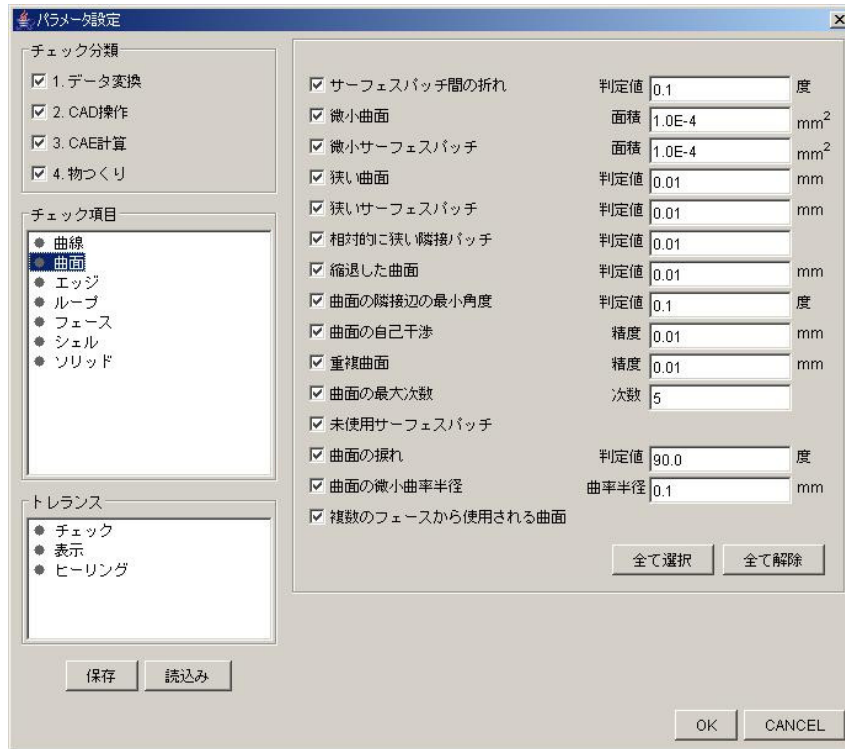 パラメータ設定
チェック分類
1. データ変換
2. CAD操作
3. CAE計算
4. 物つくり
チェック項目
曲線
曲面
エッジ
ループ
フェース
シェル
ソリッド
トレランス
チェック
表示
ヒーリング
保存 読込み
サーフェスパッチ間の折れ 判定値 0.1 度
微小曲面 面積 1.0E-4 mm2
微小サーフェスパッチ 面積 1.0E-4 mm2
狭い曲面 判定値 0.01 mm
狭いサーフェスパッチ 判定値 0.01 mm
相対的に狭い隣接パッチ 判定値 0.01
縮退した曲面 判定値 0.01 mm
曲面の隣接辺の最小角度 判定値 0.1 度
曲面の自己干渉 精度 0.01 mm
重複曲面 精度 0.01 mm
曲面の最大次数 次数 5
未使用サーフェスパッチ
曲面の捩れ 判定値 90.0 度
曲面の微小曲率半径 曲率半径 0.1 mm
複数のフェースから使用される曲面
全て選択 全て解除
OK CANCEL